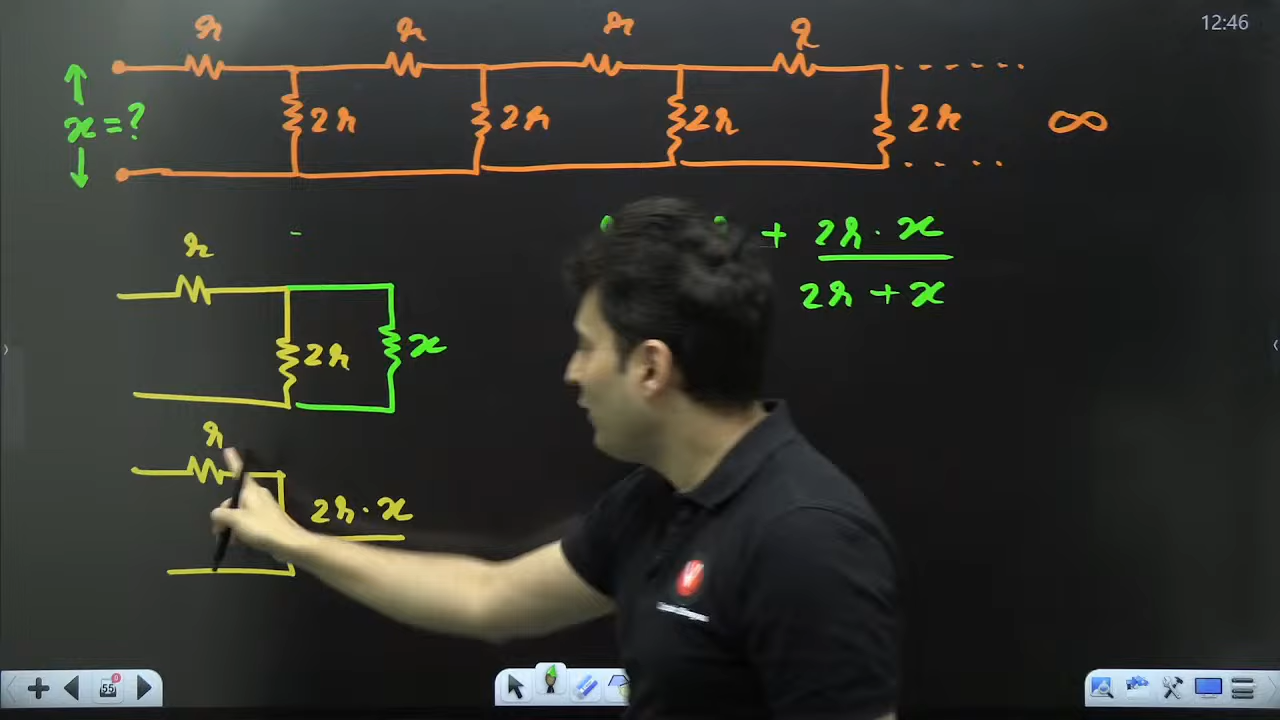 12:46
r r r r
x = ? 2r 2r 2r 2r ∞
r
+ 2r · x
2r + x
2r x
r
2r · x
55